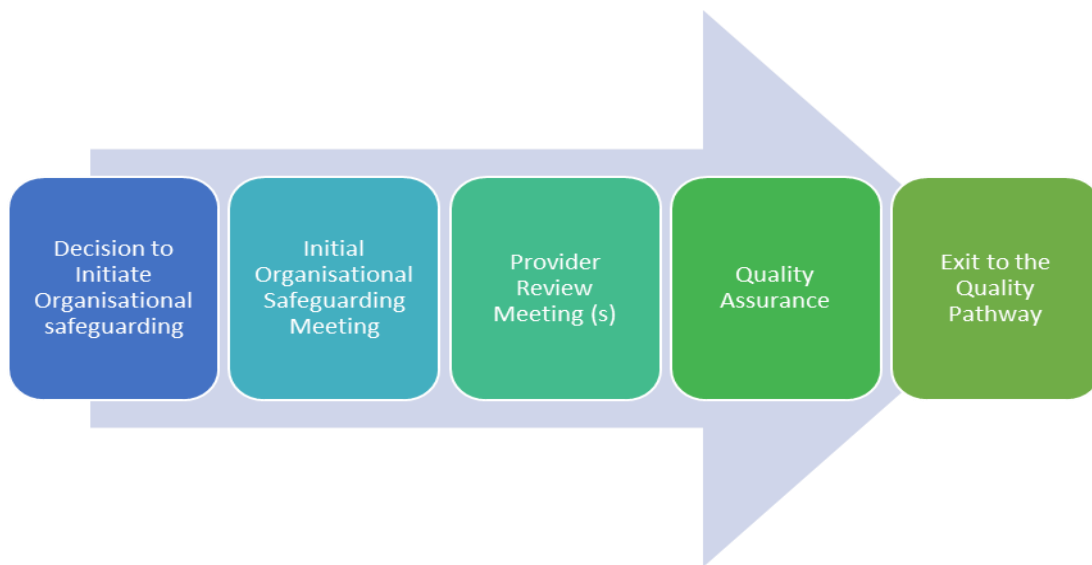 Decision to
Initiate
Organisational
safeguarding
Initial
Organisational
Safeguarding
Meeting
Provider
Review
Meeting (s)
Quality
Assurance
Exit to the
Quality
Pathway